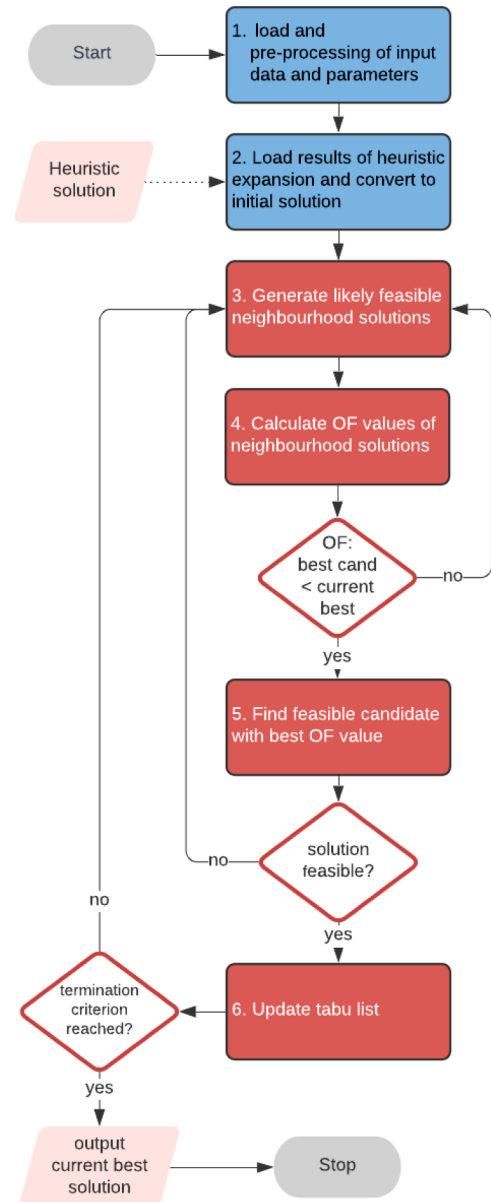 Start
1. load and
pre-processing of input
data and parameters
Heuristic
solution
2. Load results of heuristic
expansion and convert to
initial solution
3. Generate likely feasible
neighbourhood solutions
4. Calculate OF values of
neighbourhood solutions
OF:
best cand
< current
best
no
yes
5. Find feasible candidate
with best OF value
solution
feasible?
no
yes
6. Update tabu list
termination
criterion
reached?
no
yes
output
current best
solution
Stop